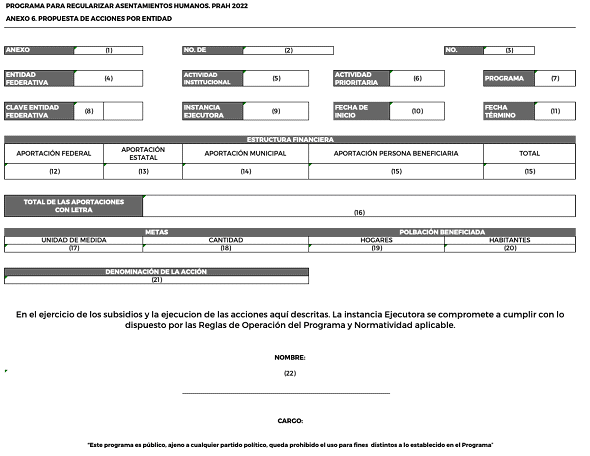 PROGRAMA PARA REGULARIZAR ASENTAMIENTOS HUMANOS. PRAH 2022
ANEXO 6. PROPUESTA DE ACCIONES POR ENTIDAD
ANEXO (1) NO. DE (2) NO. (3)
ENTIDAD FEDERATIVA (4) ACTIVIDAD INSTITUCIONAL (5) ACTIVIDAD PRIORITARIA (6) PROGRAMA (7)
CLAVE ENTIDAD FEDERATIVA (8) INSTANCIA EJECUTORA (9) FECHA DE INICIO (10) FECHA TÉRMINO (11)
ESTRUCTURA FINANCIERA
APORTACIÓN FEDERAL APORTACIÓN ESTATAL APORTACIÓN MUNICIPAL APORTACIÓN PERSONA BENEFICIARIA TOTAL
(12) (13) (14) (15) (15)
TOTAL DE LAS APORTACIONES CON LETRA (16)
METAS POLBACIÓN BENEFICIADA
UNIDAD DE MEDIDA CANTIDAD HOGARES HABITANTES
(17) (18) (19) (20)
DENOMINACIÓN DE LA ACCIÓN
(21)
En el ejercicio de los subsidios y la ejecucion de las acciones aquí descritas. La instancia Ejecutora se compromete a cumplir con lo
dispuesto por las Reglas de Operación del Programa y Normatividad aplicable.
NOMBRE:
(22)
CARGO:
"Este programa es público, ajeno a cualquier partido político, queda prohibido el uso para fines distintos a lo establecido en el Programa"